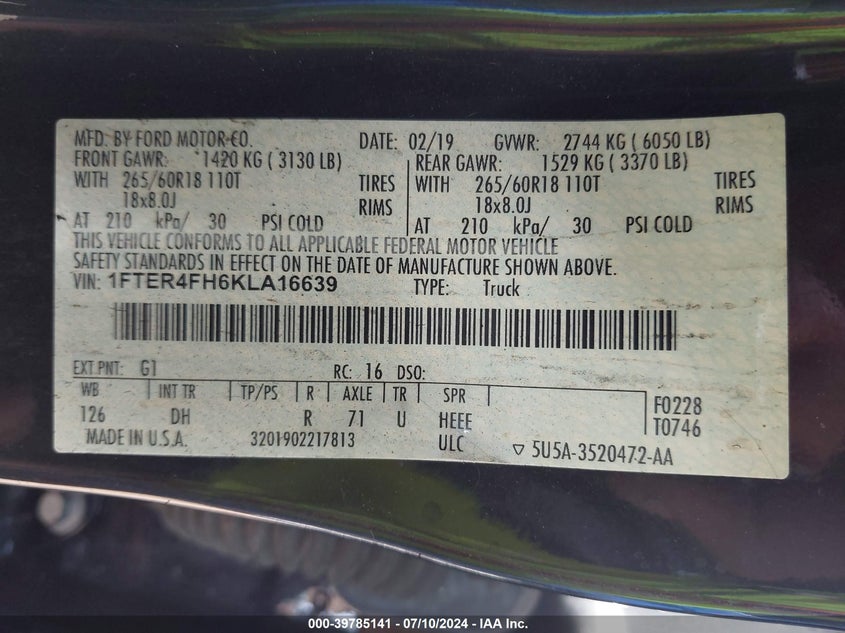 MFD. BY FORD MOTOR CO. DATE: 02/19 GVWR: 2744 KG ( 6050 LB)
FRONT GAWR: 1420 KG ( 3130 LB) REAR GAWR: 1529 KG ( 3370 LB)
WITH 265/60R18 110T TIRES WITH 265/60R18 110T TIRES
18x8.0J RIMS 18x8.0J RIMS
AT 210 kPa/ 30 PSI COLD AT 210 kPa/ 30 PSI COLD
THIS VEHICLE CONFORMS TO ALL APPLICABLE FEDERAL MOTOR VEHICLE
SAFETY STANDARDS IN EFFECT ON THE DATE OF MANUFACTURE SHOWN ABOVE.
VIN: 1FTER4FH6KLA16639 TYPE: Truck
EXT PNT: G1 RC: 16 DSO:
WB INT TR TP/PS R AXLE TR SPR
126 DH R 71 U HEEE F0228
T0746
MADE IN U.S.A. 3201902217813 ULC ▽ 5U5A-3520472-AA
000-39785141 - 07/10/2024 - IAA Inc.